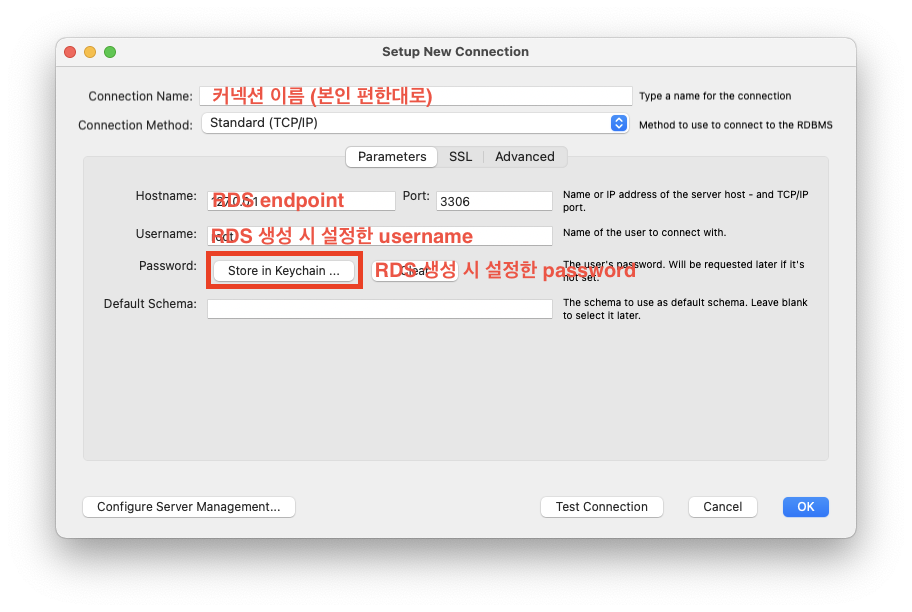 Setup New Connection
Connection Name: 커넥션 이름 (본인 편한대로) Type a name for the connection
Connection Method: Standard (TCP/IP) Method to use to connect to the RDBMS
Parameters SSL Advanced
Hostname: 127.0.0.1 RDS endpoint Port: 3306 Name or IP address of the server host - and TCP/IP
port.
Username: root RDS 생성 시 설정한 username Name of the user to connect with.
Password: Store in Keychain ... Clear RDS 생성 시 설정한 password The user's password. Will be requested later if it's
not set.
Default Schema: The schema to use as default schema. Leave blank
to select it later.
Configure Server Management... Test Connection Cancel OK